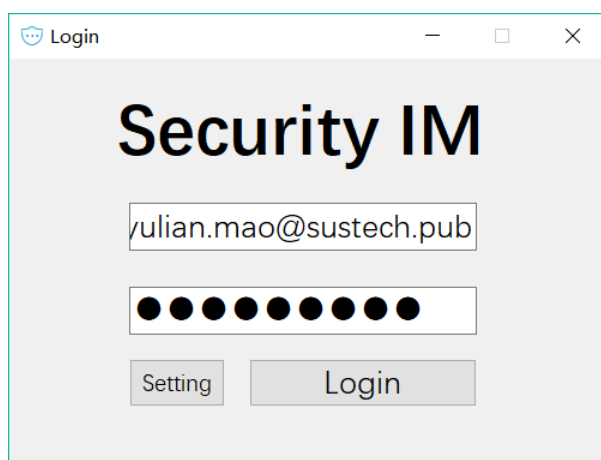 Login
Security IM
yulian.mao@sustech.pub
●●●●●●●●●
Setting Login